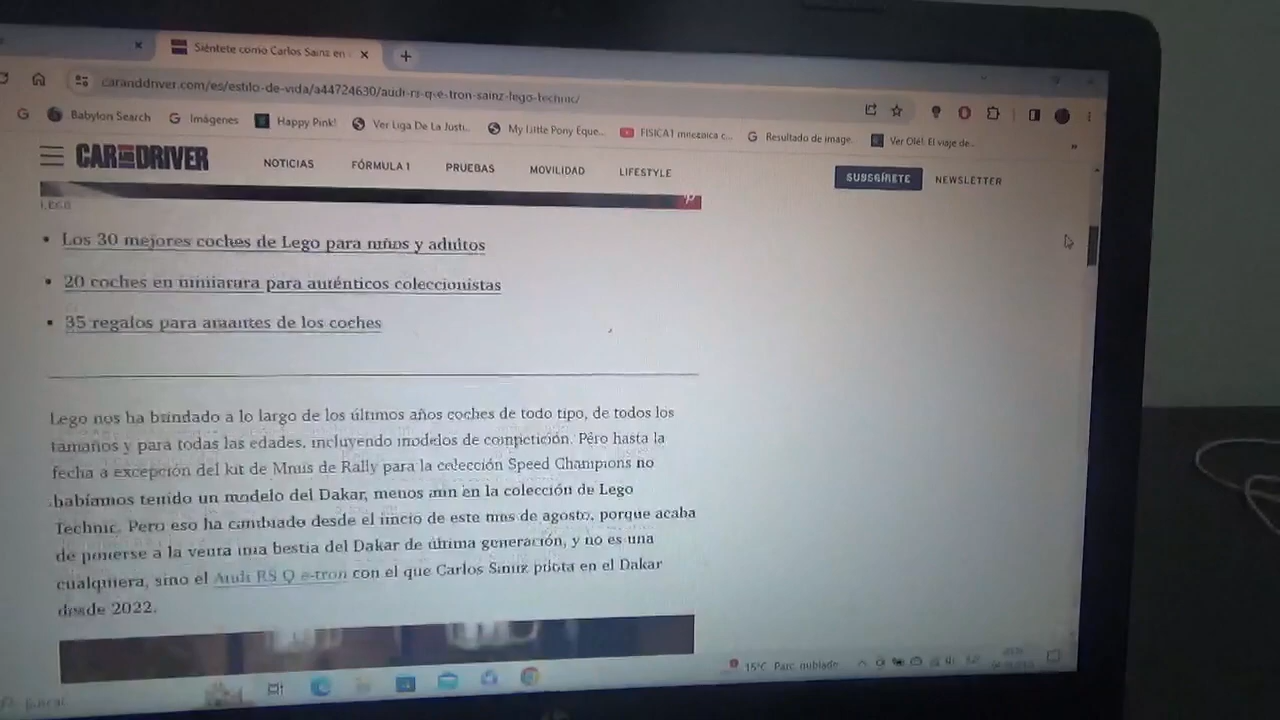 Siéntete como Carlos Sainz en
caranddriver.com/es/estilo-de-vida/a44724630/audi-rs-q-e-tron-sainz-lego-technic/
Babylon Search
Imágenes
Happy Pink!
Ver Liga De La Justi...
My Little Pony Eque...
FISICA1 mnezoica c...
Resultado de image.
Ver Olé!. El viaje de...
CAR AND DRIVER
NOTICIAS
FÓRMULA 1
PRUEBAS
MOVILIDAD
LIFESTYLE
SUBSCRÍBETE
NEWSLETTER
LEGO
• Los 30 mejores coches de Lego para niños y adultos
• 20 coches en miniatura para auténticos coleccionistas
• 35 regalos para amantes de los coches
Lego nos ha brindado a lo largo de los últimos años coches de todo tipo, de todos los
tamaños y para todas las edades, incluyendo modelos de competición. Pero hasta la
fecha a excepción del kit de Minis de Rally para la colección Speed Champions no
habíamos tenido un modelo del Dakar, menos aún en la colección de Lego
Technic. Pero eso ha cambiado desde el inicio de este mes de agosto, porque acaba
de ponerse a la venta una bestia del Dakar de última generación, y no es una
cualquiera, sino el Audi RS Q e-tron con el que Carlos Sainz pilota en el Dakar
desde 2022.
15°C Parc. nublado
Buscar